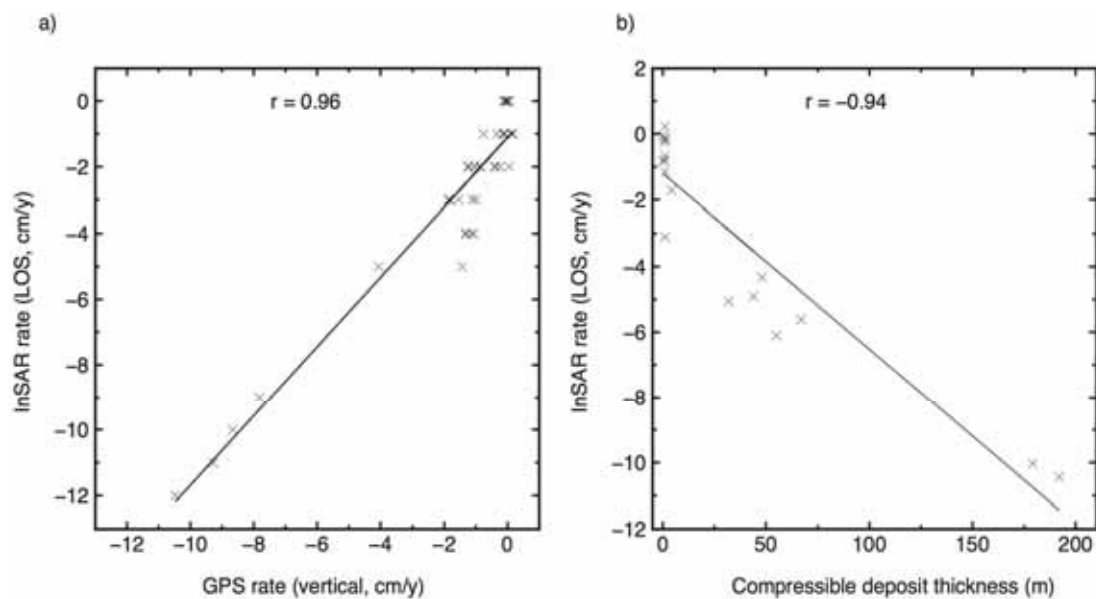 a)
r = 0.96
0
−2
−4
−6
−8
−10
−12
InSAR rate (LOS, cm/y)
−12 −10 −8 −6 −4 −2 0
GPS rate (vertical, cm/y)
b)
r = −0.94
2
0
−2
−4
−6
−8
−10
−12
InSAR rate (LOS, cm/y)
0 50 100 150 200
Compressible deposit thickness (m)